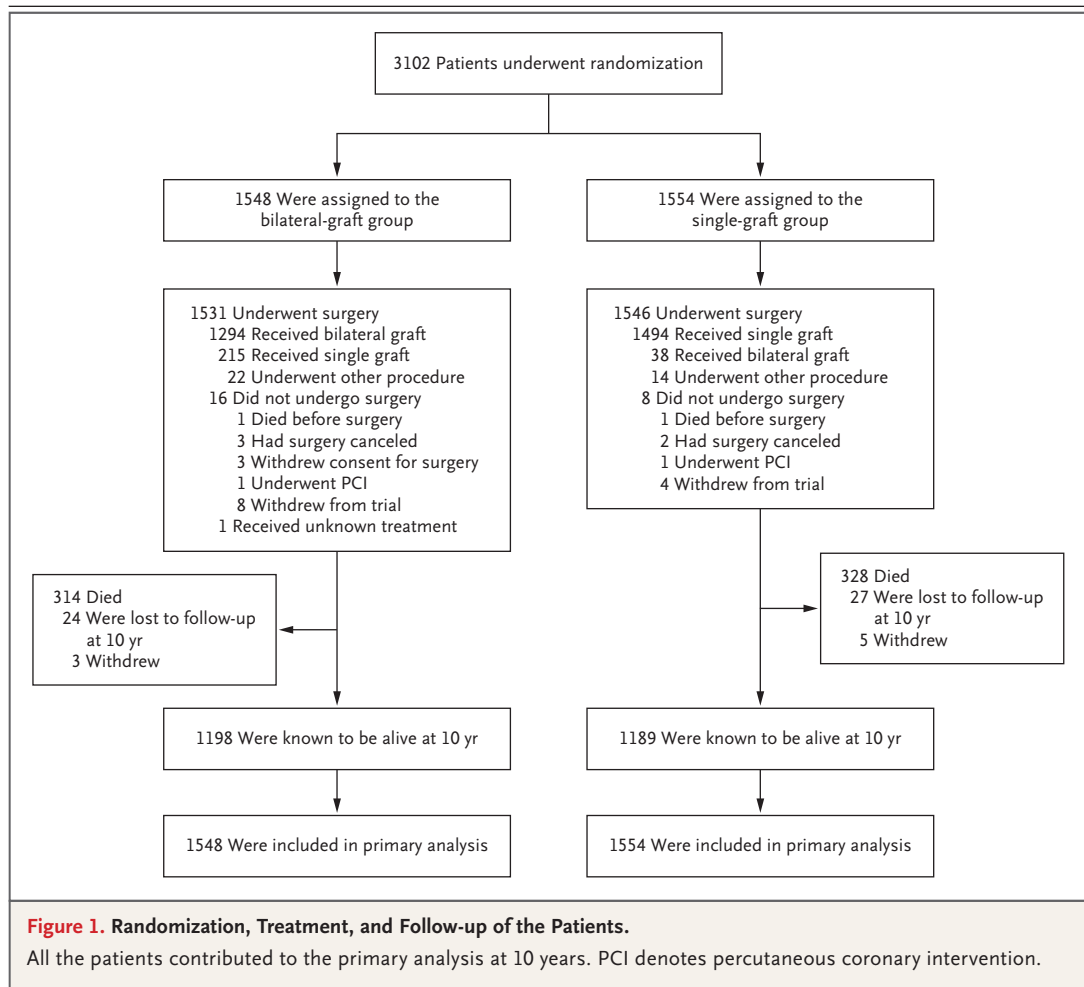 3102 Patients underwent randomization
1548 Were assigned to the
bilateral-graft group
1554 Were assigned to the
single-graft group
1531 Underwent surgery
1294 Received bilateral graft
215 Received single graft
22 Underwent other procedure
16 Did not undergo surgery
1 Died before surgery
3 Had surgery canceled
3 Withdrew consent for surgery
1 Underwent PCI
8 Withdrew from trial
1 Received unknown treatment
1546 Underwent surgery
1494 Received single graft
38 Received bilateral graft
14 Underwent other procedure
8 Did not undergo surgery
1 Died before surgery
2 Had surgery canceled
1 Underwent PCI
4 Withdrew from trial
314 Died
24 Were lost to follow-up
at 10 yr
3 Withdrew
328 Died
27 Were lost to follow-up
at 10 yr
5 Withdrew
1198 Were known to be alive at 10 yr
1189 Were known to be alive at 10 yr
1548 Were included in primary analysis
1554 Were included in primary analysis
Figure 1. Randomization, Treatment, and Follow-up of the Patients.
All the patients contributed to the primary analysis at 10 years. PCI denotes percutaneous coronary intervention.